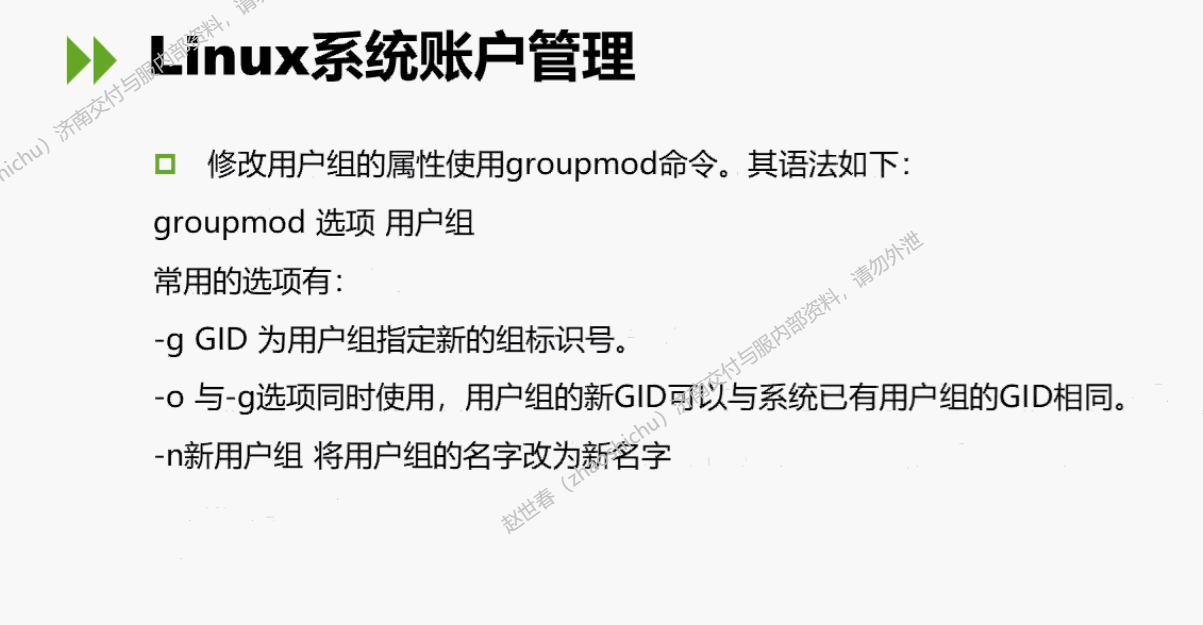 Linux系统账户管理
修改用户组的属性使用groupmod命令。其语法如下：
groupmod 选项 用户组
常用的选项有：
-g GID 为用户组指定新的组标识号。
-o 与-g选项同时使用，用户组的新GID可以与系统已有用户组的GID相同。
-n新用户组 将用户组的名字改为新名字
hichu）济南交付与服内部资料，请勿
赵世春（zhaoshichu）济南交付与服内部资料，请勿外泄